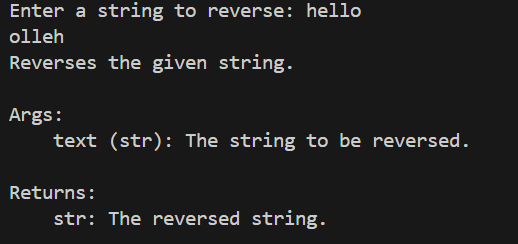 Enter a string to reverse: hello
olleh
Reverses the given string.

Args:
    text (str): The string to be reversed.

Returns:
    str: The reversed string.